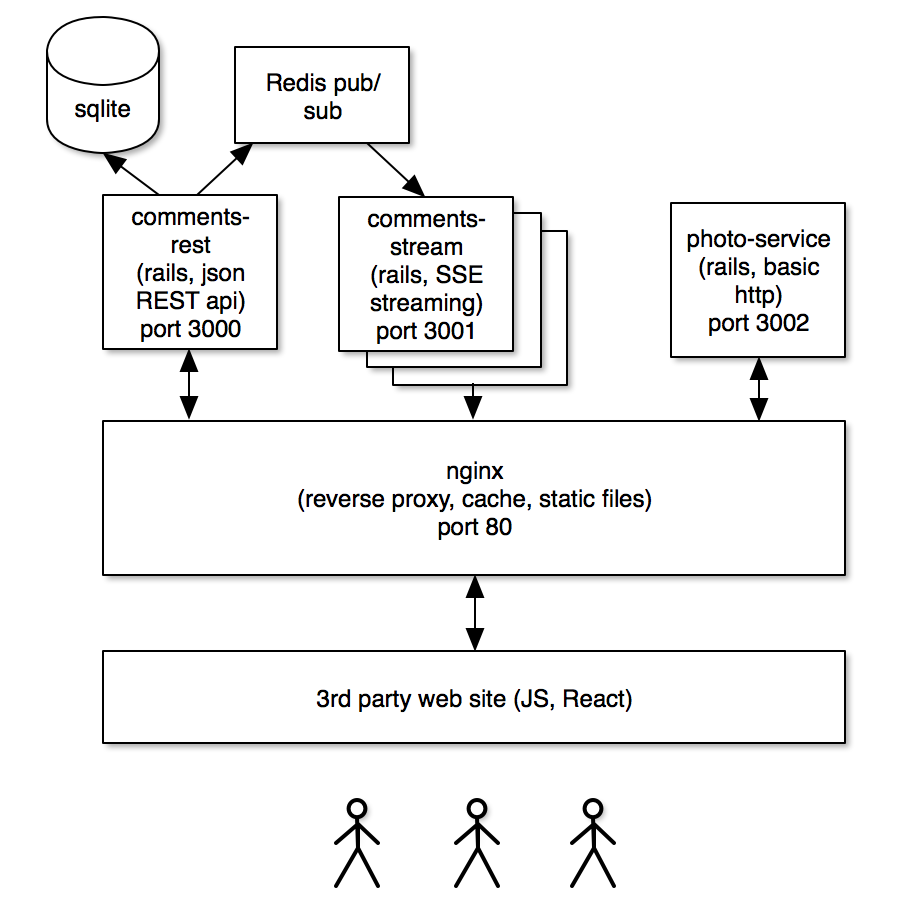 sqlite
Redis pub/
sub
comments-
rest
(rails, json
REST api)
port 3000
comments-
stream
(rails, SSE
streaming)
port 3001
photo-service
(rails, basic
http)
port 3002
nginx
(reverse proxy, cache, static files)
port 80
3rd party web site (JS, React)